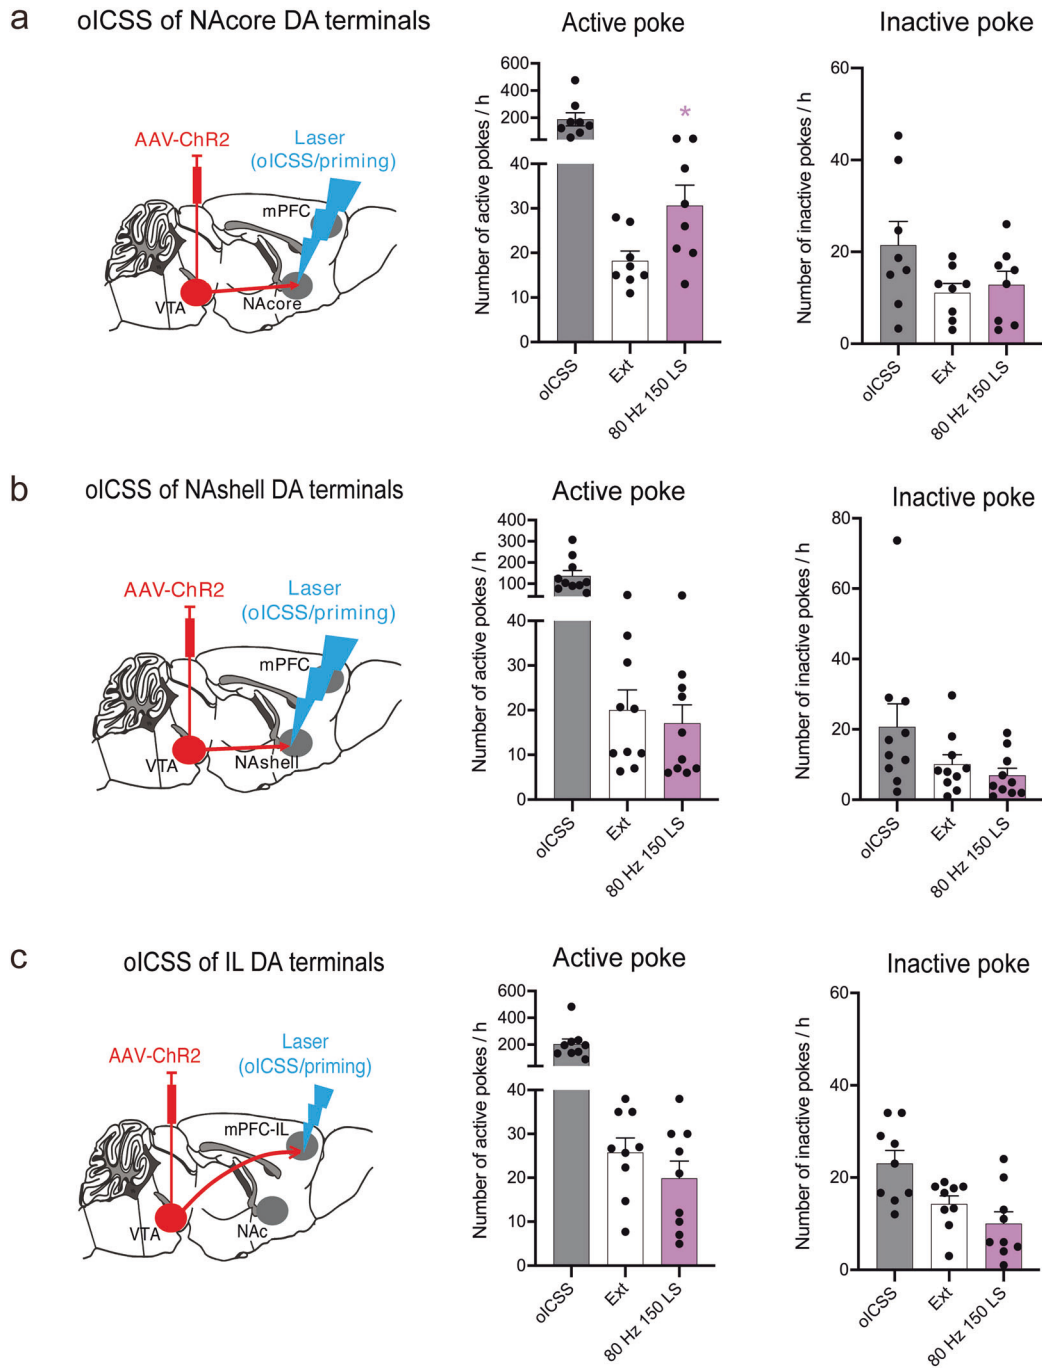 a
oICSS of NAcore DA terminals
AAV-ChR2
Laser
(oICSS/priming)
mPFC
VTA
NAcore
Active poke
Number of active pokes / h
600
400
200
40
30
20
10
0
oICSS
Ext
80 Hz 150 LS
*
Inactive poke
Number of inactive pokes / h
60
40
20
0
oICSS
Ext
80 Hz 150 LS
b
oICSS of NAshell DA terminals
AAV-ChR2
Laser
(oICSS/priming)
mPFC
VTA
NAshell
Active poke
Number of active pokes / h
400
300
200
100
40
30
20
10
0
oICSS
Ext
80 Hz 150 LS
Inactive poke
Number of inactive pokes / h
80
60
40
20
0
oICSS
Ext
80 Hz 150 LS
c
oICSS of IL DA terminals
AAV-ChR2
Laser
(oICSS/priming)
mPFC-IL
VTA
NAc
Active poke
Number of active pokes / h
600
400
200
40
30
20
10
0
oICSS
Ext
80 Hz 150 LS
Inactive poke
Number of inactive pokes / h
60
40
20
0
oICSS
Ext
80 Hz 150 LS